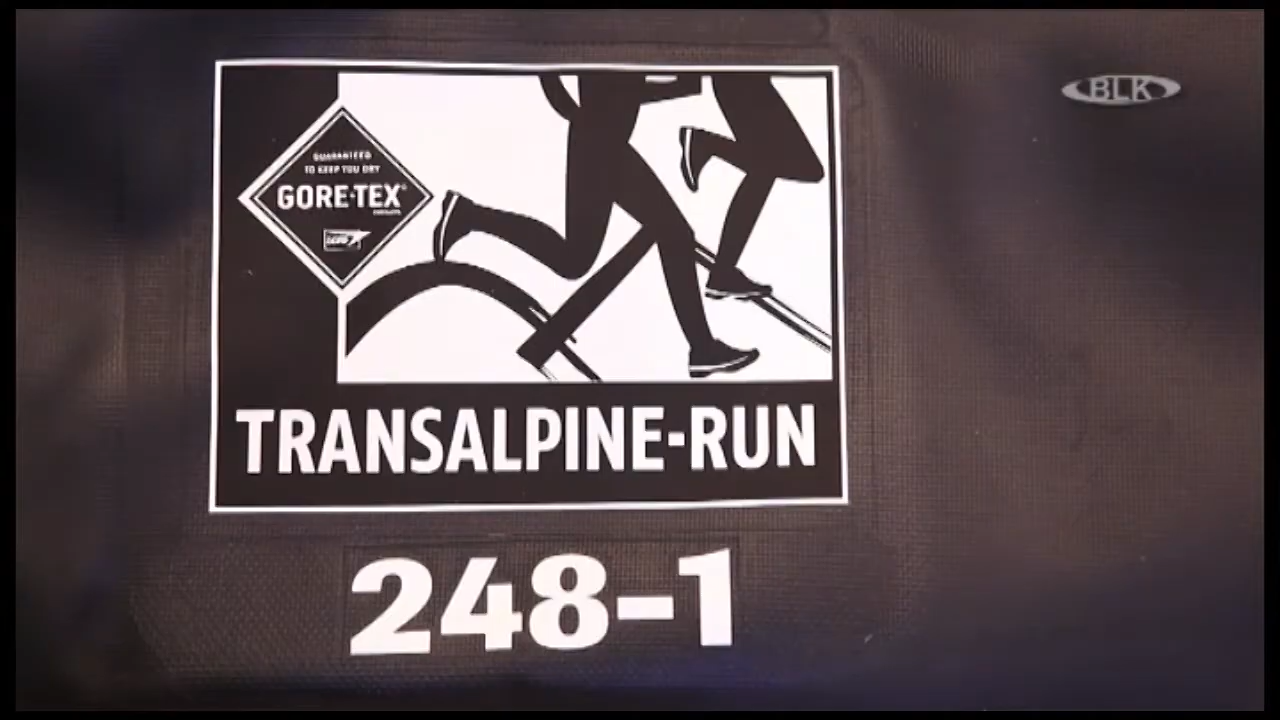 BLK
GUARANTEED
TO KEEP YOU DRY
GORE-TEX®
TRANSALPINE-RUN
248-1